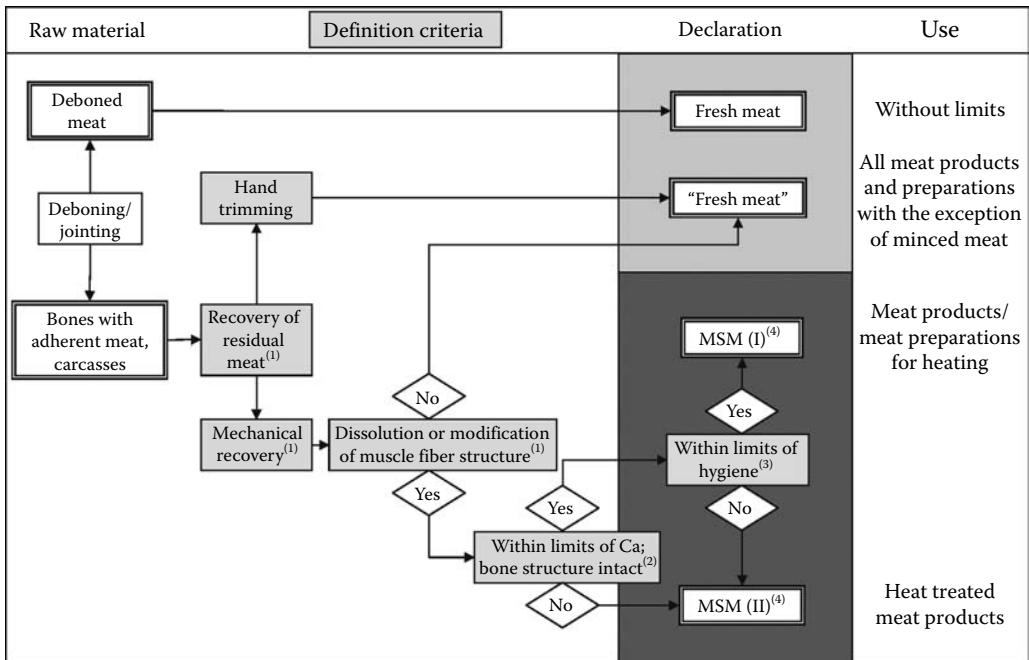 Raw material
Definition criteria
Declaration
Use
Deboned
meat
Fresh meat
Without limits
Deboning/
jointing
Hand
trimming
“Fresh meat”
All meat products
and preparations
with the exception
of minced meat
Bones with
adherent meat,
carcasses
Recovery of
residual
meat(1)
MSM (I)(4)
Meat products/
meat preparations
for heating
No
Yes
Mechanical
recovery(1)
Dissolution or modification
of muscle fiber structure(1)
Within limits of
hygiene(3)
Yes
Yes
No
Within limits of Ca;
bone structure intact(2)
No
MSM (II)(4)
Heat treated
meat products